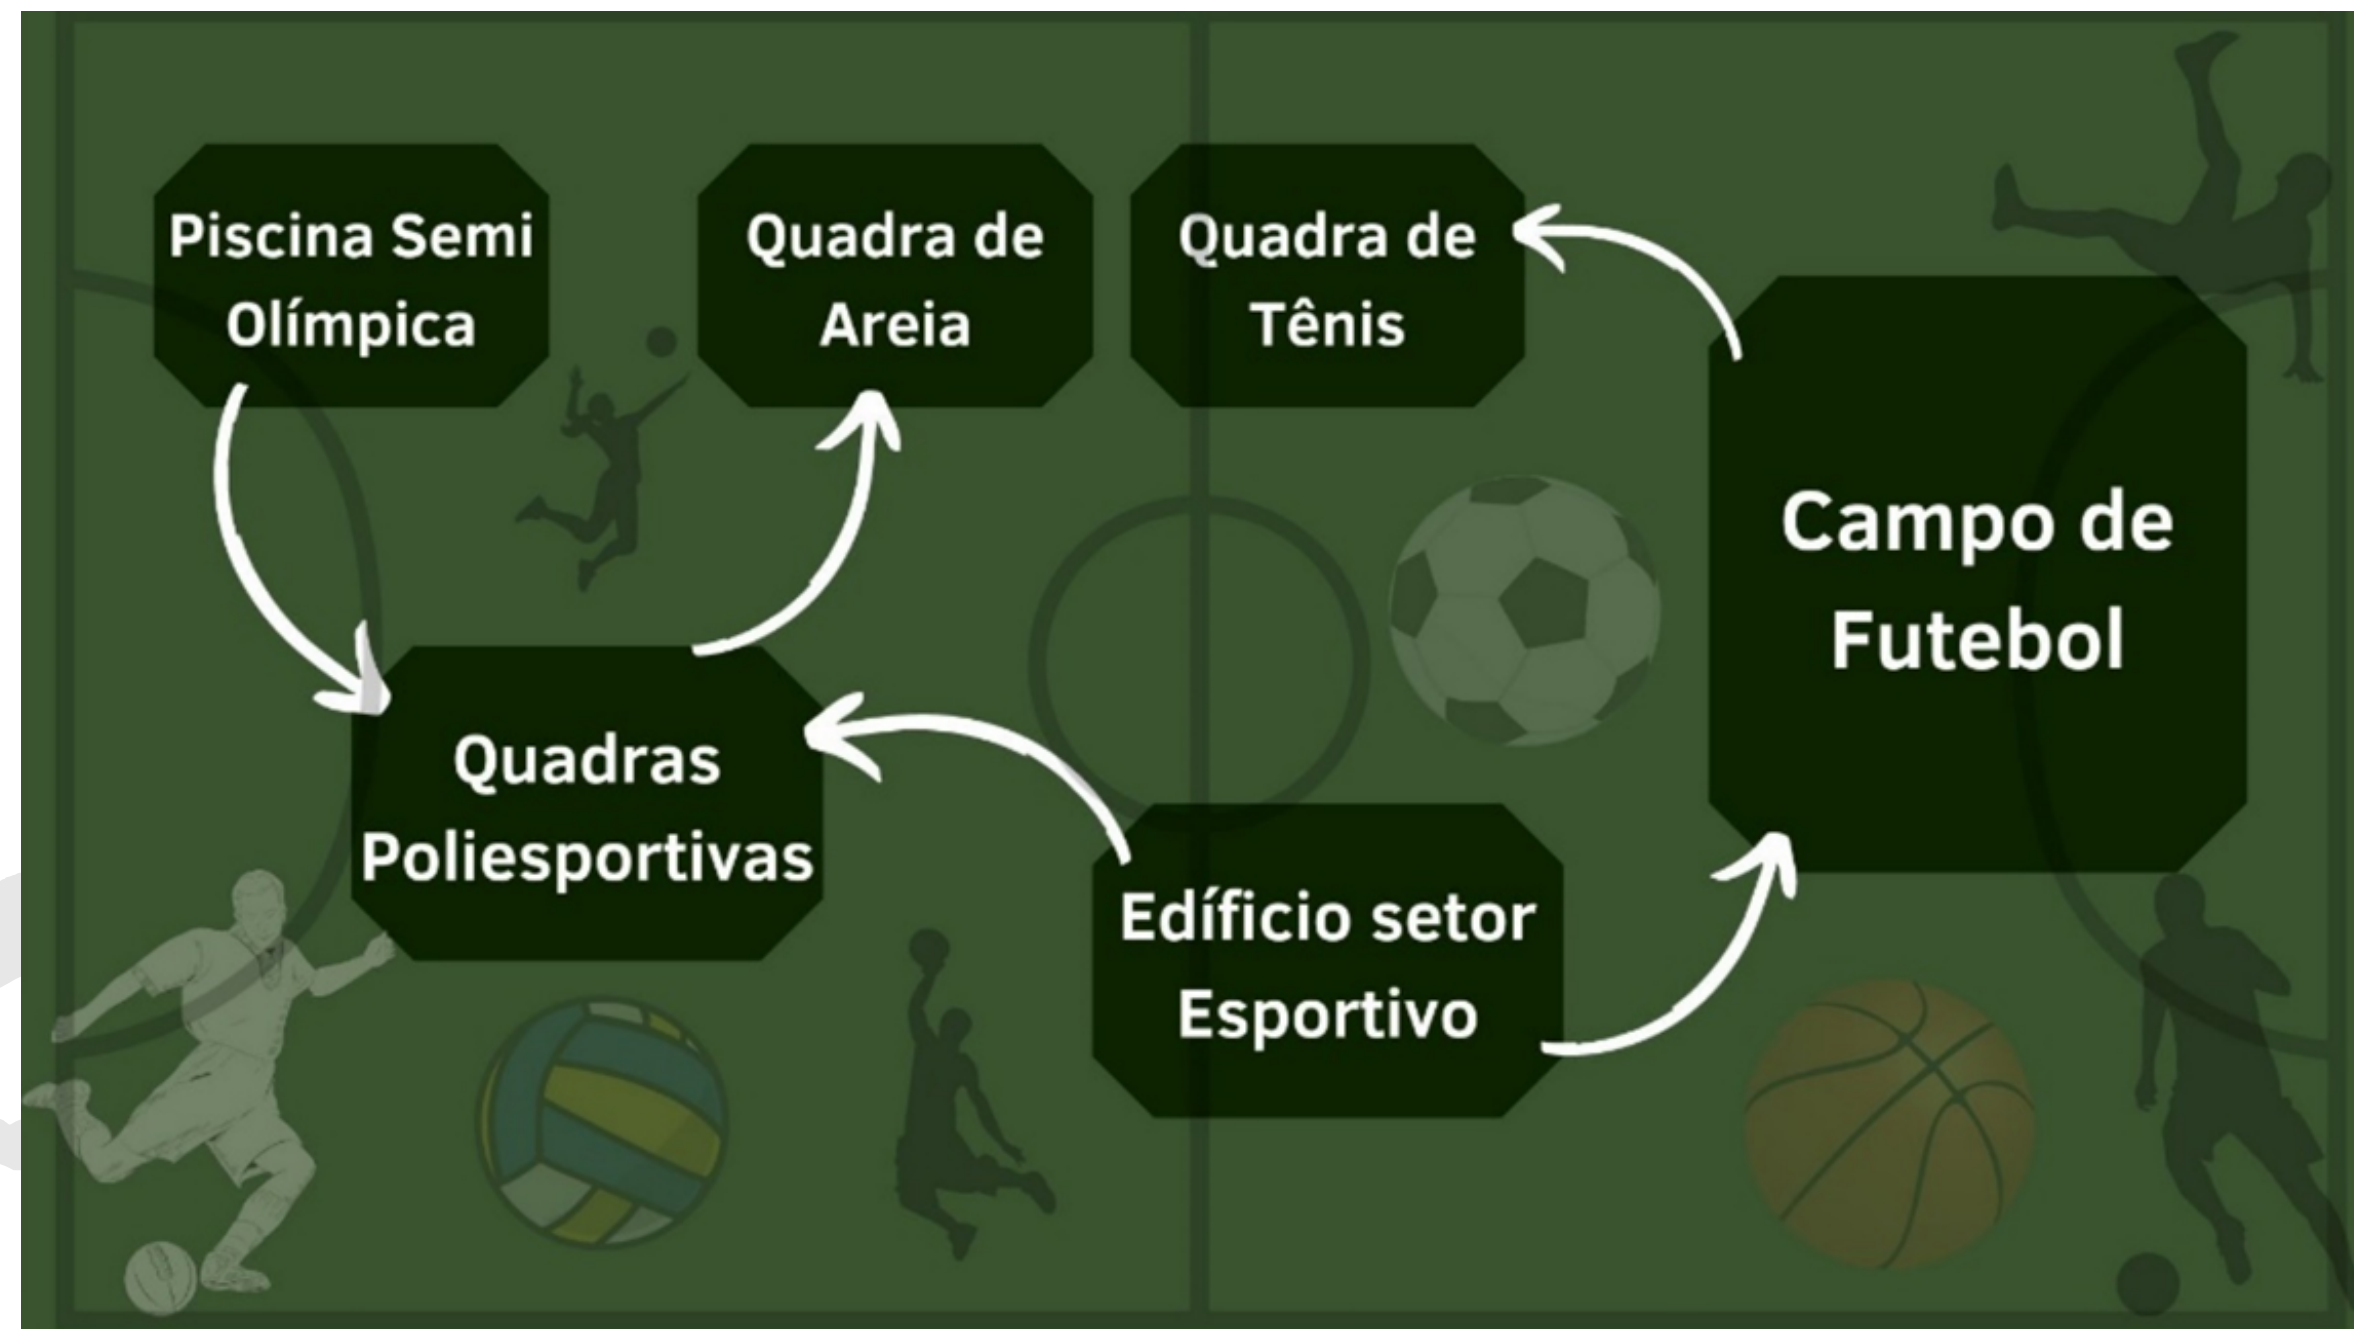 Piscina Semi
Olímpica
Quadra de
Areia
Quadra de
Tênis
Campo de
Futebol
Quadras
Poliesportivas
Edíficio setor
Esportivo